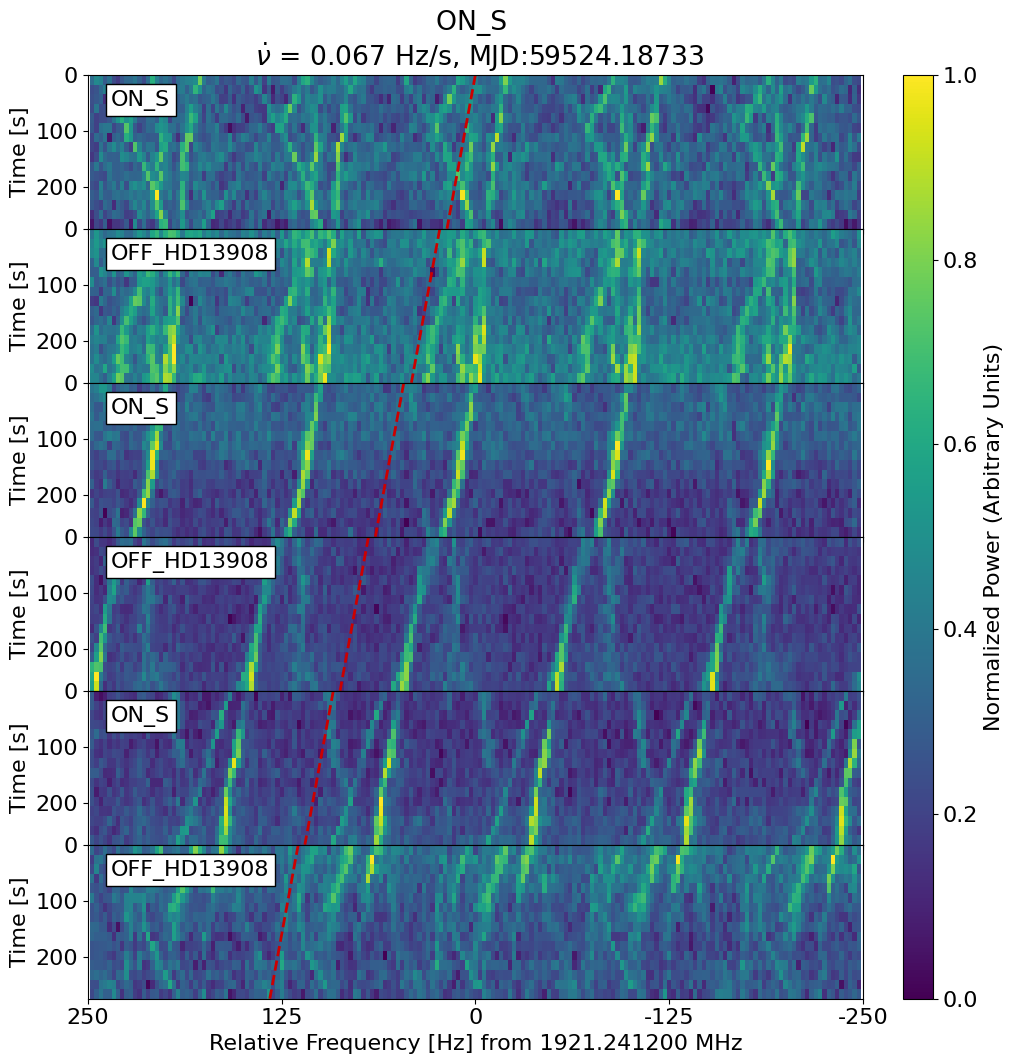 ON_S
ν̇ = 0.067 Hz/s, MJD:59524.18733
0
100
200
Time [s]
ON_S
0
100
200
Time [s]
OFF_HD13908
0
100
200
Time [s]
ON_S
0
100
200
Time [s]
OFF_HD13908
0
100
200
Time [s]
ON_S
0
100
200
Time [s]
OFF_HD13908
250 125 0 -125 -250
Relative Frequency [Hz] from 1921.241200 MHz
1.0
0.8
0.6
0.4
0.2
0.0
Normalized Power (Arbitrary Units)